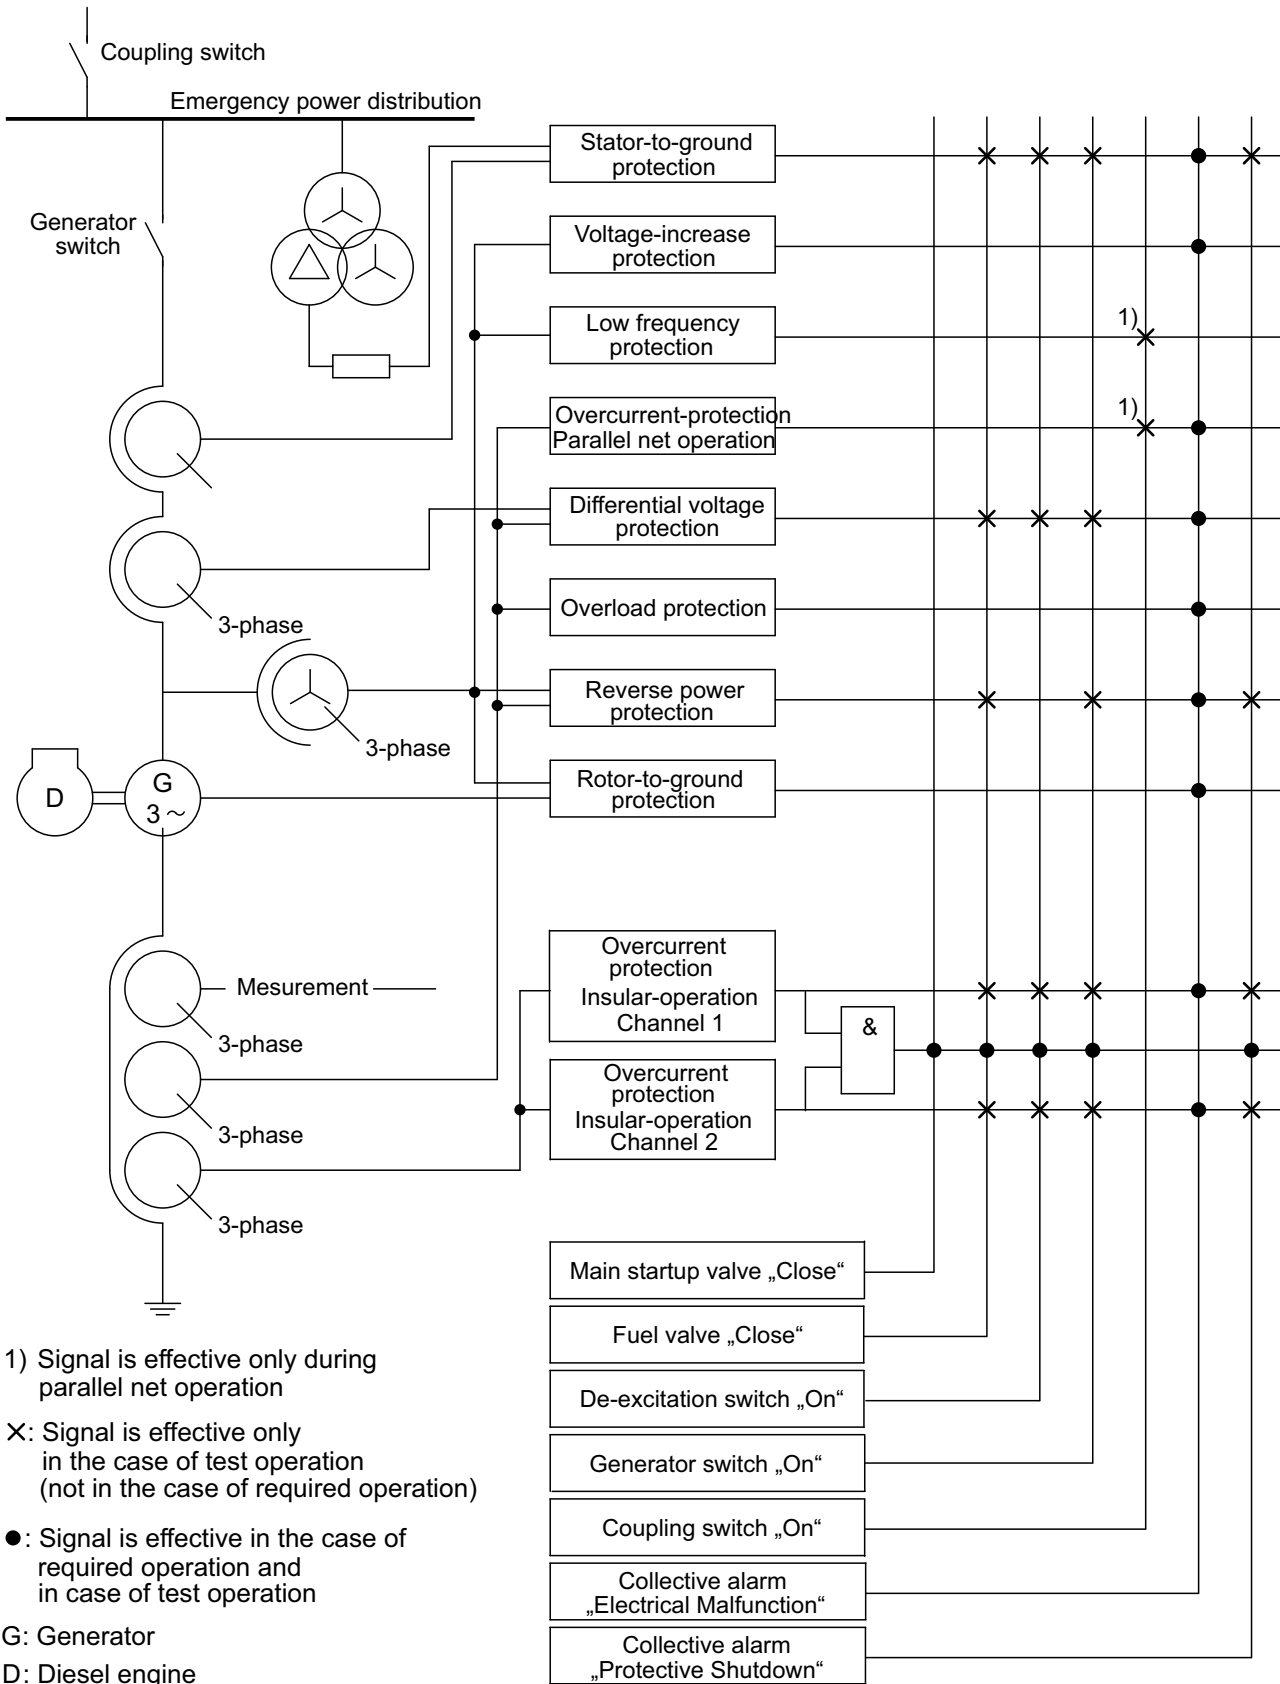 Coupling switch
Emergency power distribution
Generator
switch
Stator-to-ground
protection
Voltage-increase
protection
Low frequency
protection
1)
Overcurrent-protection
Parallel net operation
1)
Differential voltage
protection
3-phase
Overload protection
Reverse power
protection
3-phase
D
G
3 ~
Rotor-to-ground
protection
Mesurement
3-phase
3-phase
3-phase
Overcurrent
protection
Insular-operation
Channel 1
&
Overcurrent
protection
Insular-operation
Channel 2
Main startup valve „Close“
Fuel valve „Close“
De-excitation switch „On“
Generator switch „On“
Coupling switch „On“
Collective alarm
„Electrical Malfunction“
Collective alarm
„Protective Shutdown“
1) Signal is effective only during
parallel net operation
×: Signal is effective only
in the case of test operation
(not in the case of required operation)
●: Signal is effective in the case of
required operation and
in case of test operation
G: Generator
D: Diesel engine